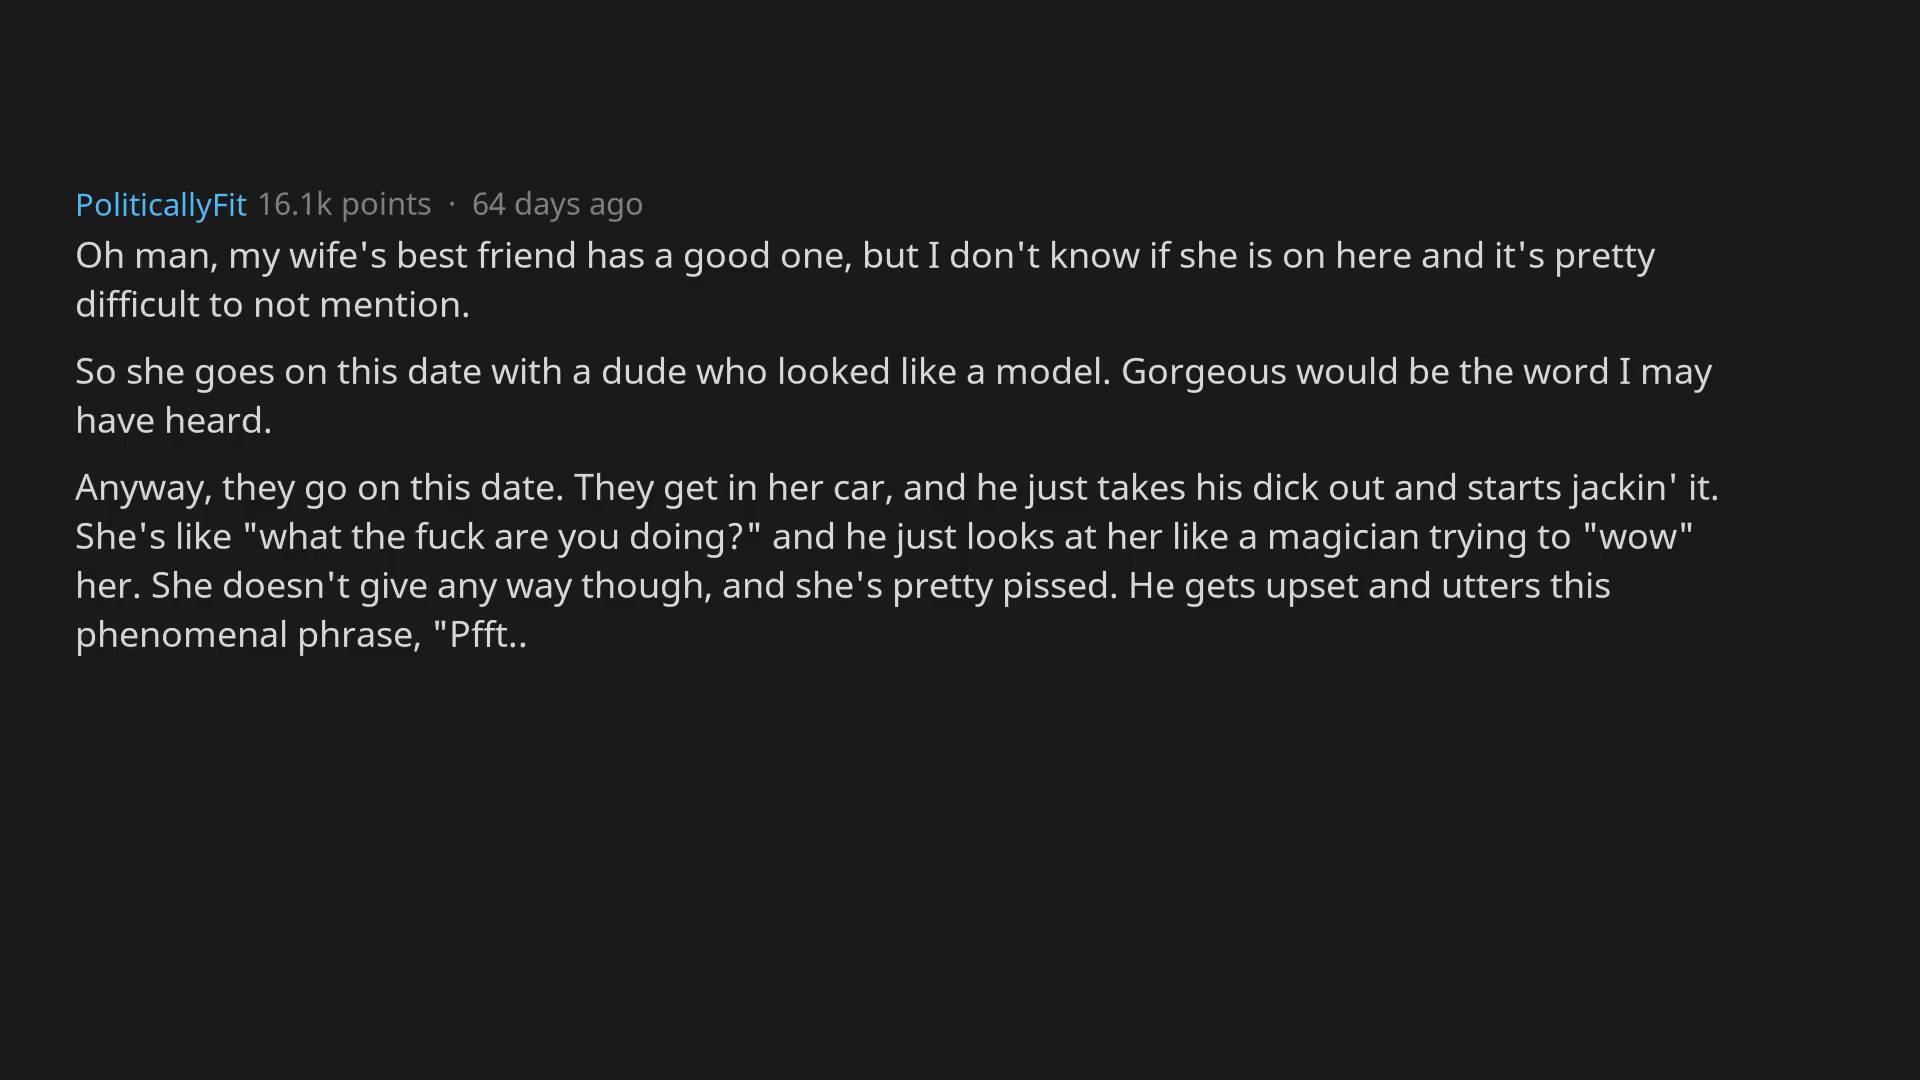 PoliticallyFit 16.1k points · 64 days ago
Oh man, my wife's best friend has a good one, but I don't know if she is on here and it's pretty
difficult to not mention.
So she goes on this date with a dude who looked like a model. Gorgeous would be the word I may
have heard.
Anyway, they go on this date. They get in her car, and he just takes his dick out and starts jackin' it.
She's like "what the fuck are you doing?" and he just looks at her like a magician trying to "wow"
her. She doesn't give any way though, and she's pretty pissed. He gets upset and utters this
phenomenal phrase, "Pfft..